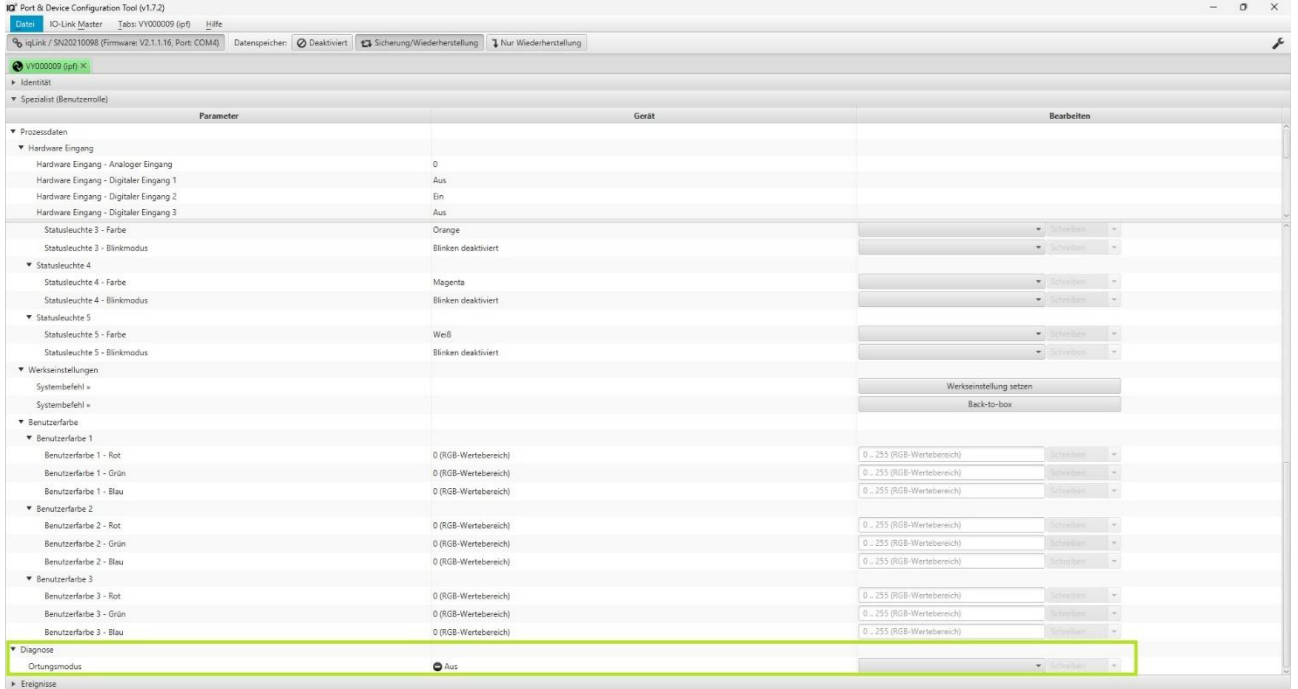 IQ² Port & Device Configuration Tool (v1.7.2)
Datei IO-Link Master Tabs: VY000009 (ipf) Hilfe
iqLink / SN20210098 (Firmware: V2.1.1.16, Port: COM4) Datenspeicher: Deaktiviert Sicherung/Wiederherstellung Nur Wiederherstellung
VY000009 (ipf) ×
Identität
Spezialist (Benutzerrolle)
Parameter Gerät Bearbeiten
Prozessdaten
Hardware Eingang
Hardware Eingang - Analoger Eingang 0
Hardware Eingang - Digitaler Eingang 1 Aus
Hardware Eingang - Digitaler Eingang 2 Ein
Hardware Eingang - Digitaler Eingang 3 Aus
Statusleuchte 3 - Farbe Orange Schreiben
Statusleuchte 3 - Blinkmodus Blinken deaktiviert Schreiben
Statusleuchte 4
Statusleuchte 4 - Farbe Magenta Schreiben
Statusleuchte 4 - Blinkmodus Blinken deaktiviert Schreiben
Statusleuchte 5
Statusleuchte 5 - Farbe Weiß Schreiben
Statusleuchte 5 - Blinkmodus Blinken deaktiviert Schreiben
Werkseinstellungen
Systembefehl » Werkseinstellung setzen
Systembefehl » Back-to-box
Benutzerfarbe
Benutzerfarbe 1
Benutzerfarbe 1 - Rot 0 (RGB-Wertebereich) 0 .. 255 (RGB-Wertebereich) Schreiben
Benutzerfarbe 1 - Grün 0 (RGB-Wertebereich) 0 .. 255 (RGB-Wertebereich) Schreiben
Benutzerfarbe 1 - Blau 0 (RGB-Wertebereich) 0 .. 255 (RGB-Wertebereich) Schreiben
Benutzerfarbe 2
Benutzerfarbe 2 - Rot 0 (RGB-Wertebereich) 0 .. 255 (RGB-Wertebereich) Schreiben
Benutzerfarbe 2 - Grün 0 (RGB-Wertebereich) 0 .. 255 (RGB-Wertebereich) Schreiben
Benutzerfarbe 2 - Blau 0 (RGB-Wertebereich) 0 .. 255 (RGB-Wertebereich) Schreiben
Benutzerfarbe 3
Benutzerfarbe 3 - Rot 0 (RGB-Wertebereich) 0 .. 255 (RGB-Wertebereich) Schreiben
Benutzerfarbe 3 - Grün 0 (RGB-Wertebereich) 0 .. 255 (RGB-Wertebereich) Schreiben
Benutzerfarbe 3 - Blau 0 (RGB-Wertebereich) 0 .. 255 (RGB-Wertebereich) Schreiben
Diagnose
Ortungsmodus Aus Schreiben
Ereignisse